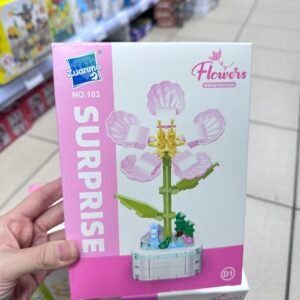 Zuanma
NO.103
SURPRISE
Flowers
D1